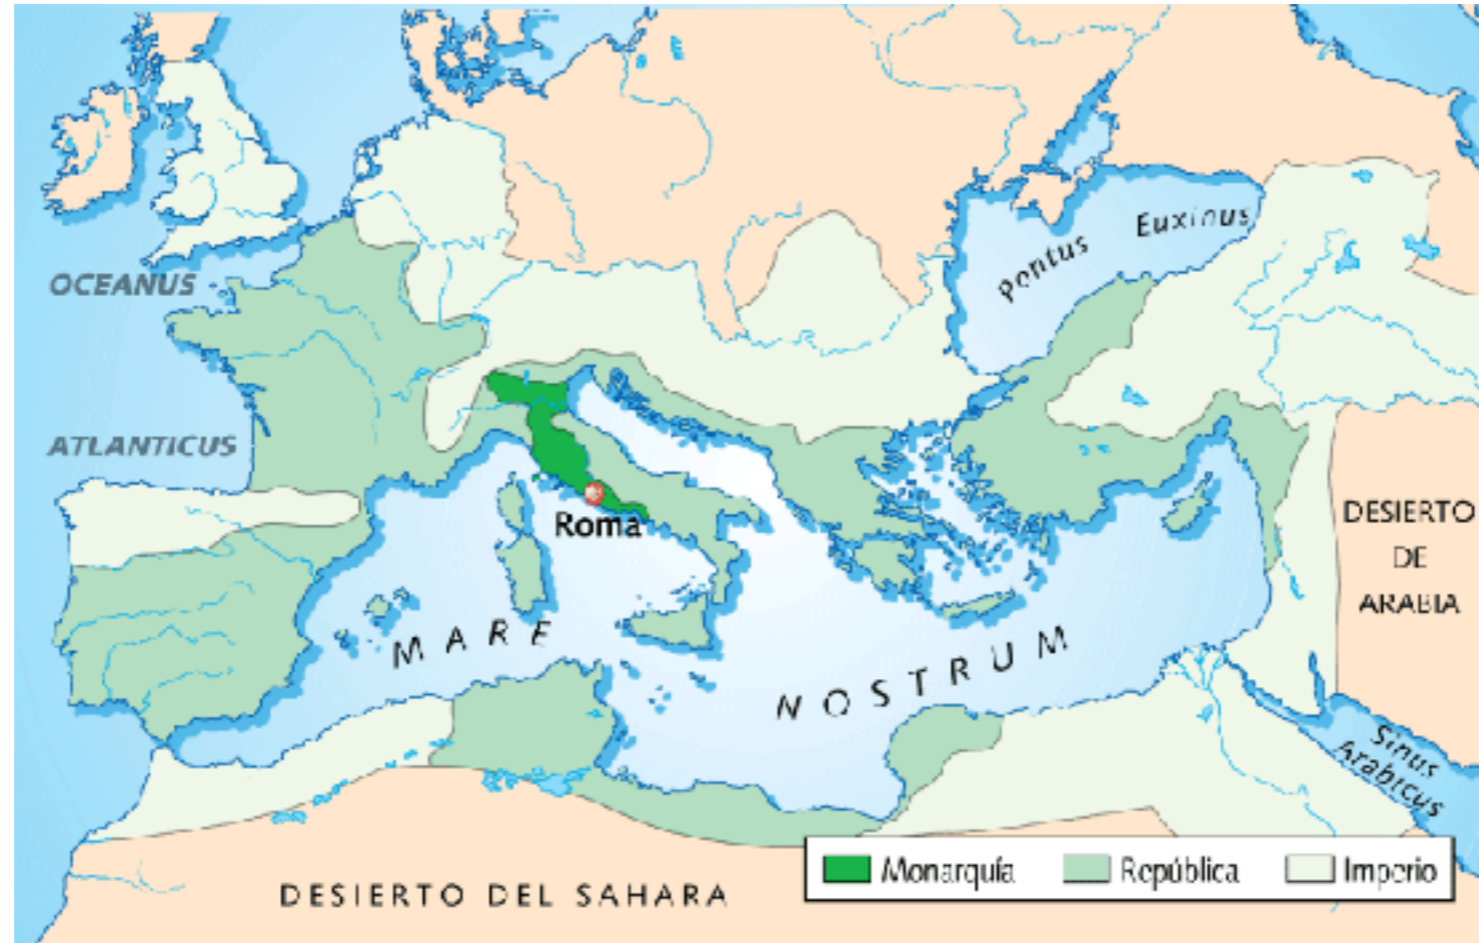 Pontus
Euxinus
OCEANUS
ATLANTICUS
Roma
DESIERTO
DE
ARABIA
MARE
NOSTRUM
Sinus
Arabicus
DESIERTO DEL SAHARA
Monarquía
República
Imperio